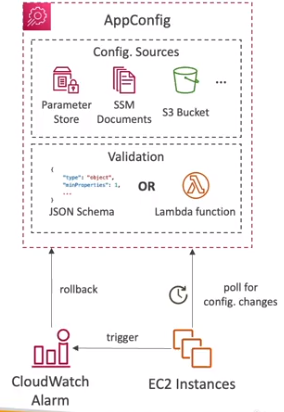 AppConfig
Config. Sources
Parameter
Store
SSM
Documents
S3 Bucket
...
Validation
{
"type": "object",
"minProperties": 1,
...
}
JSON Schema
OR
Lambda function
rollback
poll for
config. changes
trigger
CloudWatch
Alarm
EC2 Instances